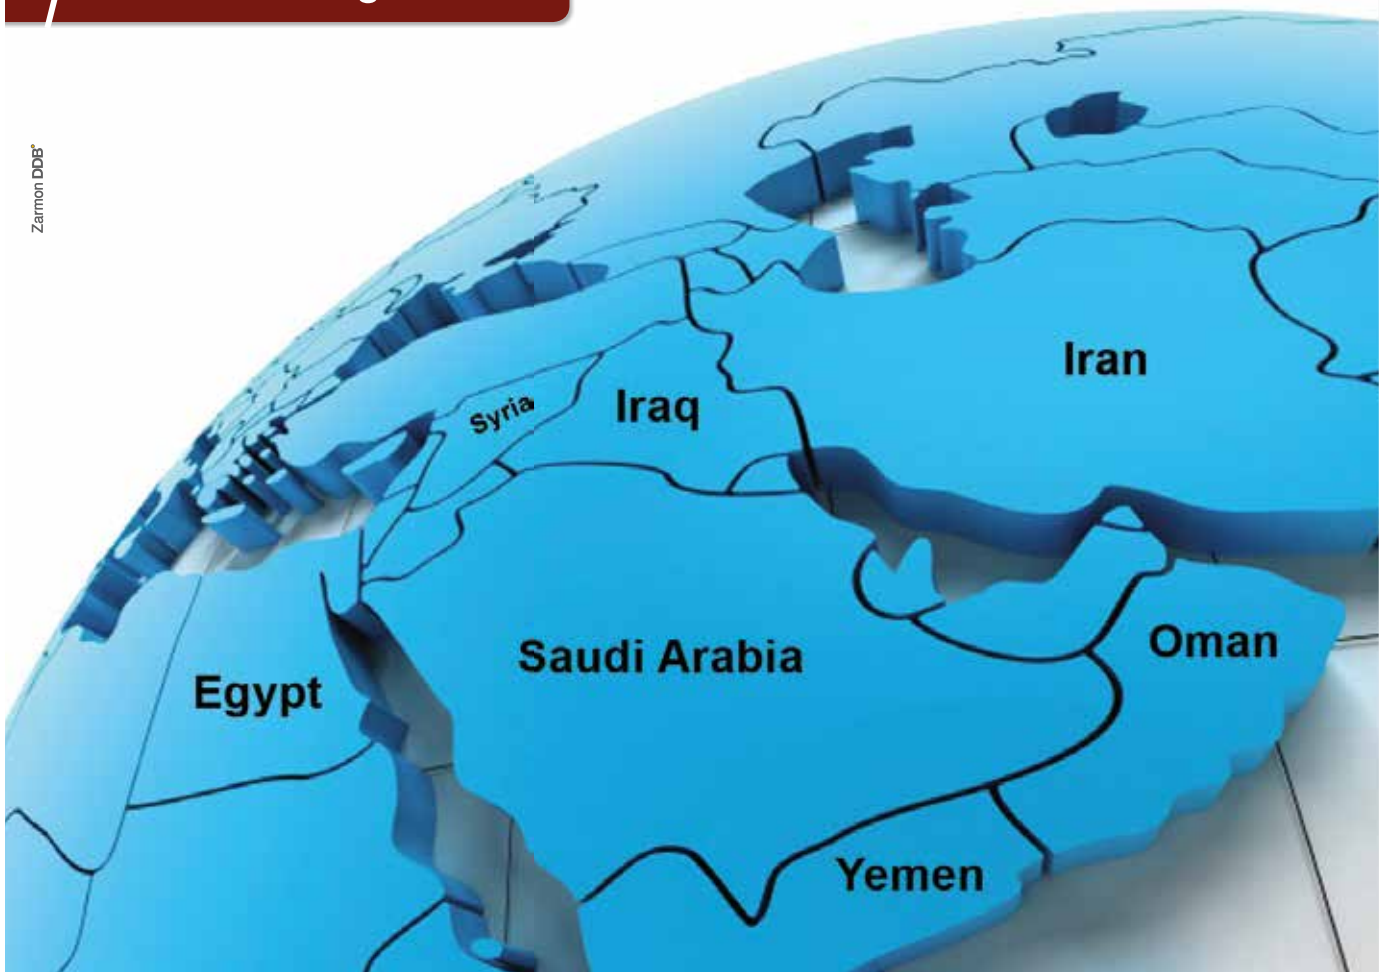 Zarmon DDB°
Iran
Iraq
Syria
Saudi Arabia
Oman
Egypt
Yemen